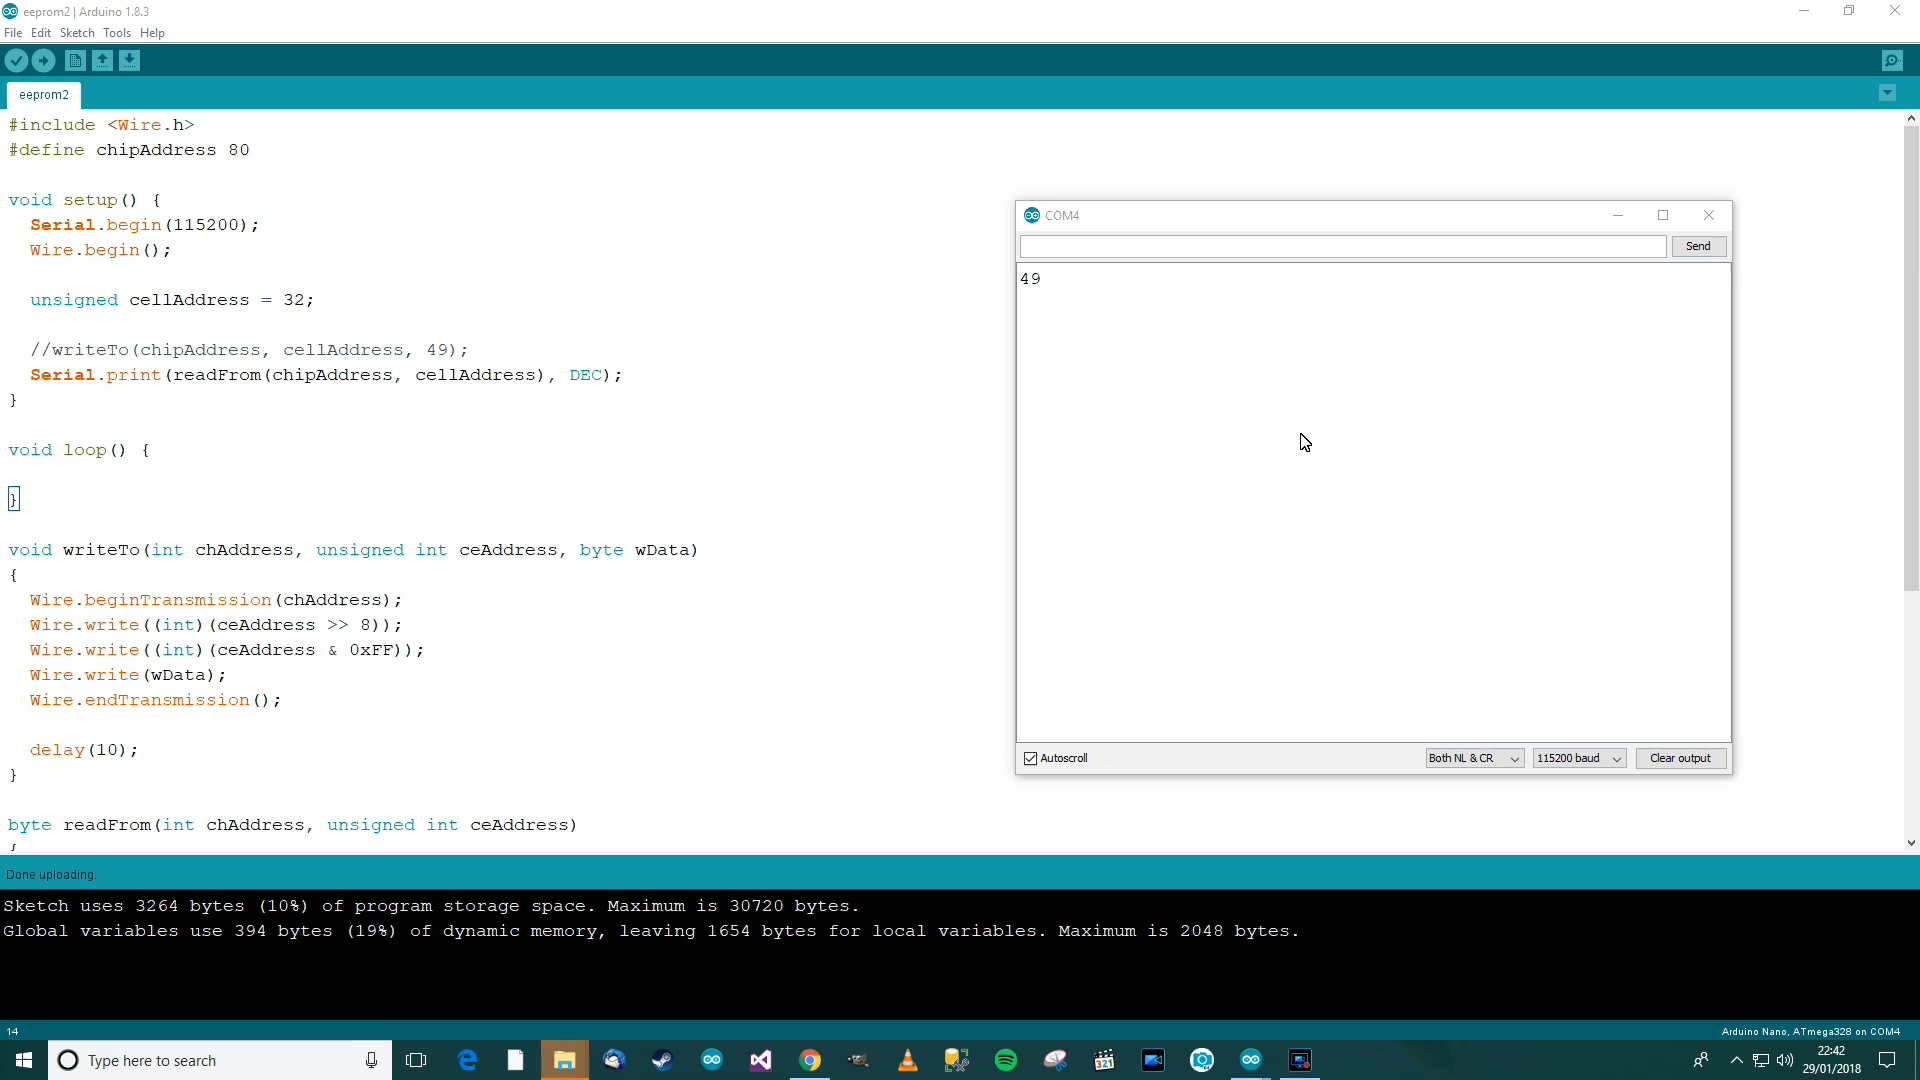 eeprom2 | Arduino 1.8.3
File Edit Sketch Tools Help
eeprom2
#include <Wire.h>
#define chipAddress 80
void setup() {
Serial.begin(115200);
Wire.begin();
unsigned cellAddress = 32;
//writeTo(chipAddress, cellAddress, 49);
Serial.print(readFrom(chipAddress, cellAddress), DEC);
}
void loop() {
}
void writeTo(int chAddress, unsigned int ceAddress, byte wData)
{
Wire.beginTransmission(chAddress);
Wire.write((int)(ceAddress >> 8));
Wire.write((int)(ceAddress & 0xFF));
Wire.write(wData);
Wire.endTransmission();
delay(10);
}
byte readFrom(int chAddress, unsigned int ceAddress)
{
COM4
Send
49
Autoscroll
Both NL & CR
115200 baud
Clear output
Done uploading.
Sketch uses 3264 bytes (10%) of program storage space. Maximum is 30720 bytes.
Global variables use 394 bytes (19%) of dynamic memory, leaving 1654 bytes for local variables. Maximum is 2048 bytes.
14
Arduino Nano, ATmega328 on COM4
Type here to search
321
22:42
29/01/2018